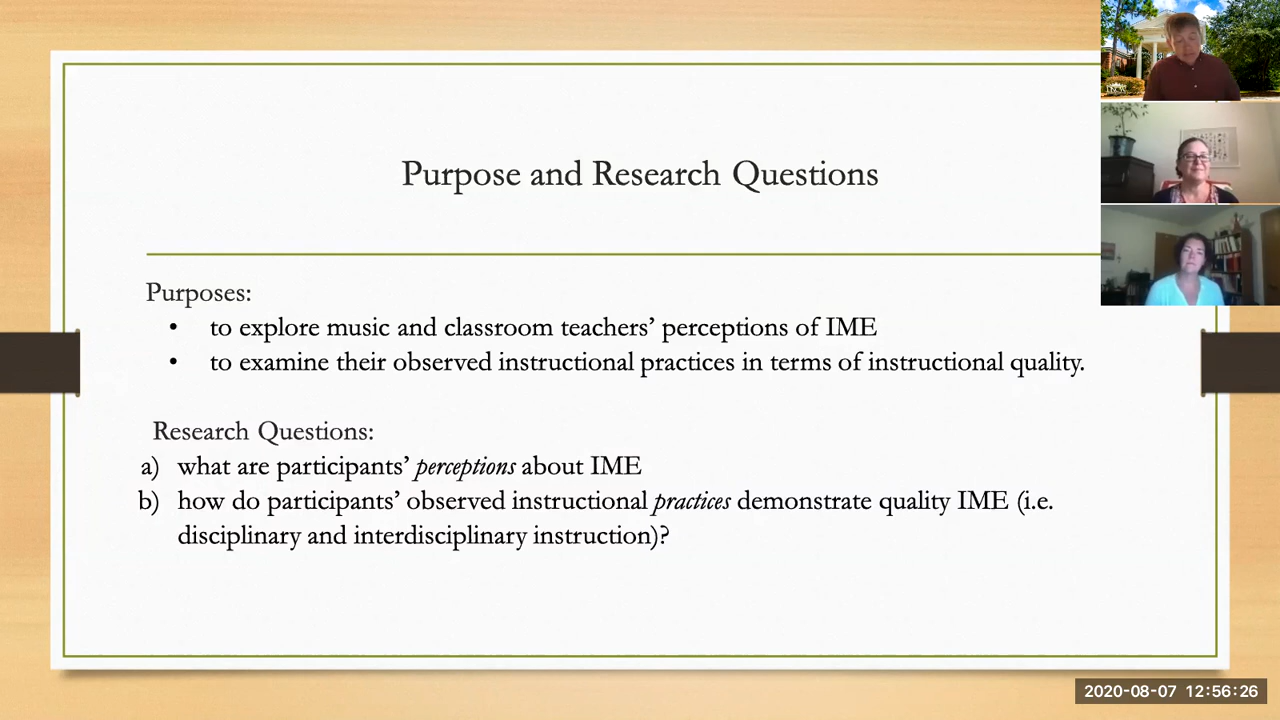 Purpose and Research Questions
Purposes:
• to explore music and classroom teachers’ perceptions of IME
• to examine their observed instructional practices in terms of instructional quality.
Research Questions:
a) what are participants’ perceptions about IME
b) how do participants’ observed instructional practices demonstrate quality IME (i.e.
disciplinary and interdisciplinary instruction)?
2020-08-07 12:56:26